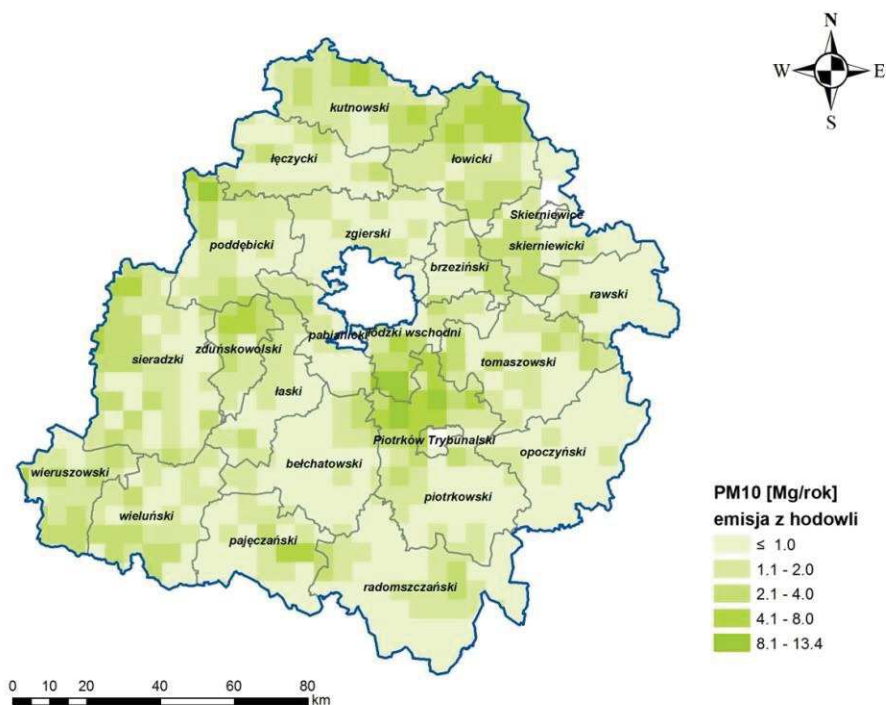 N
W E
S
kutnowski
łęczycki
łowicki
Skierniewice
poddębicki
zgierski
skierniewicki
brzeziński
rawski
pabianicki
łódzki wschodni
zduńskowolski
sieradzki
tomaszowski
łaski
Piotrków Trybunalski
opoczyński
bełchatowski
wieruszowski
piotrkowski
wieluński
pajęczański
radomszczański
PM10 [Mg/rok]
emisja z hodowli
≤ 1.0
1.1 - 2.0
2.1 - 4.0
4.1 - 8.0
8.1 - 13.4
0 10 20 40 60 80
km